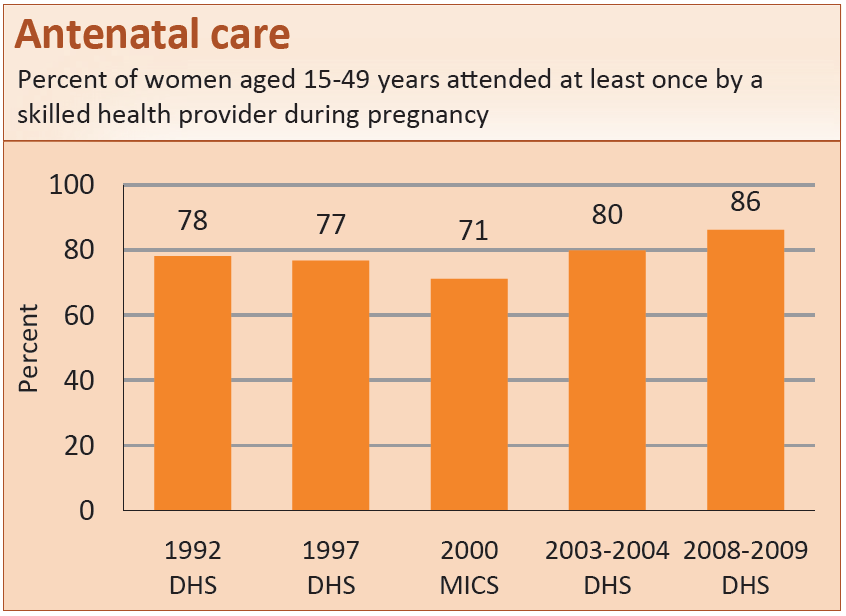 Antenatal care
Percent of women aged 15-49 years attended at least once by a
skilled health provider during pregnancy
100
80
60
40
20
0
Percent
78
77
71
80
86
1992
DHS
1997
DHS
2000
MICS
2003-2004
DHS
2008-2009
DHS